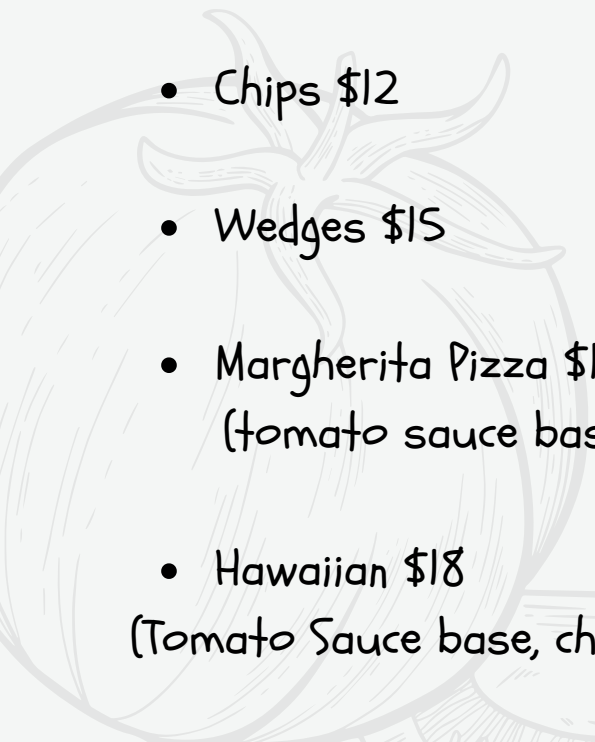 • Chips $12
• Wedges $15
• Margherita Pizza
(tomato sauce
• Hawaiian $18
(Tomato Sauce base,